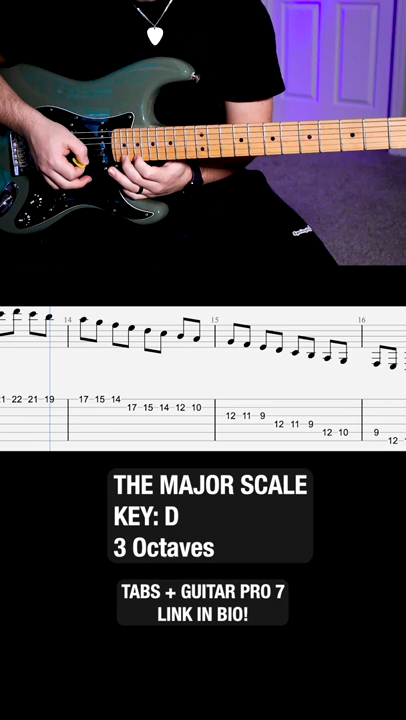 14
15
16
1 22 21 19
17 15 14
17 15 14 12 10
12 11 9
12 11 9
12 10
9
12
THE MAJOR SCALE
KEY: D
3 Octaves
TABS + GUITAR PRO 7
LINK IN BIO!